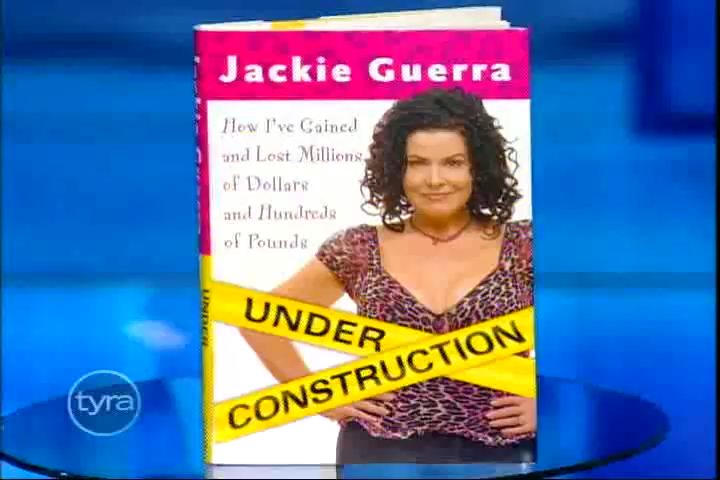 Jackie Guerra
How I've Gained
and Lost Millions
of Dollars
and Hundreds
of Pounds
UNDER
CONSTRUCTION
UNDER
tyra